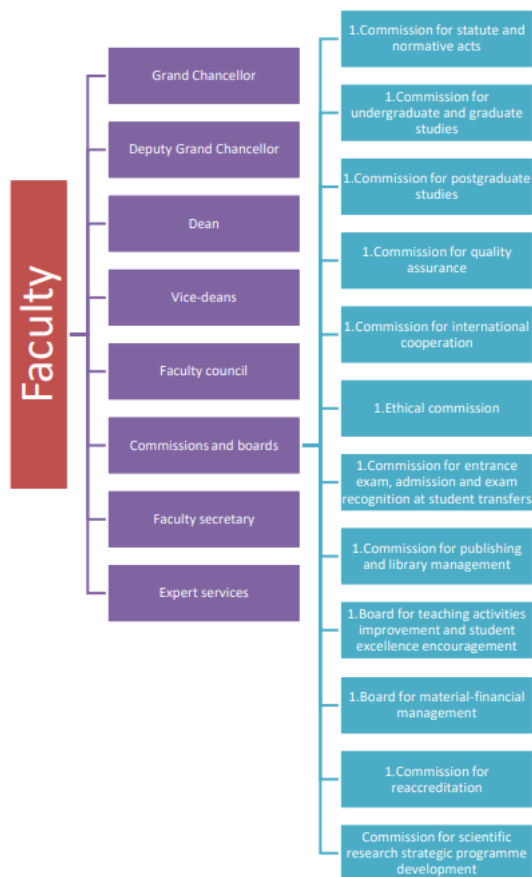 Faculty
Grand Chancellor
Deputy Grand Chancellor
Dean
Vice-deans
Faculty council
Commissions and boards
Faculty secretary
Expert services
1.Commission for statute and
normative acts
1.Commission for
undergraduate and graduate
studies
1.Commission for postgraduate
studies
1.Commission for quality
assurance
1.Commission for international
cooperation
1.Ethical commission
1.Commission for entrance
exam, admission and exam
recognition at student transfers
1.Commission for publishing
and library management
1.Board for teaching activities
improvement and student
excellence encouragement
1.Board for material-financial
management
1.Commission for
reaccreditation
Commission for scientific
research strategic programme
development